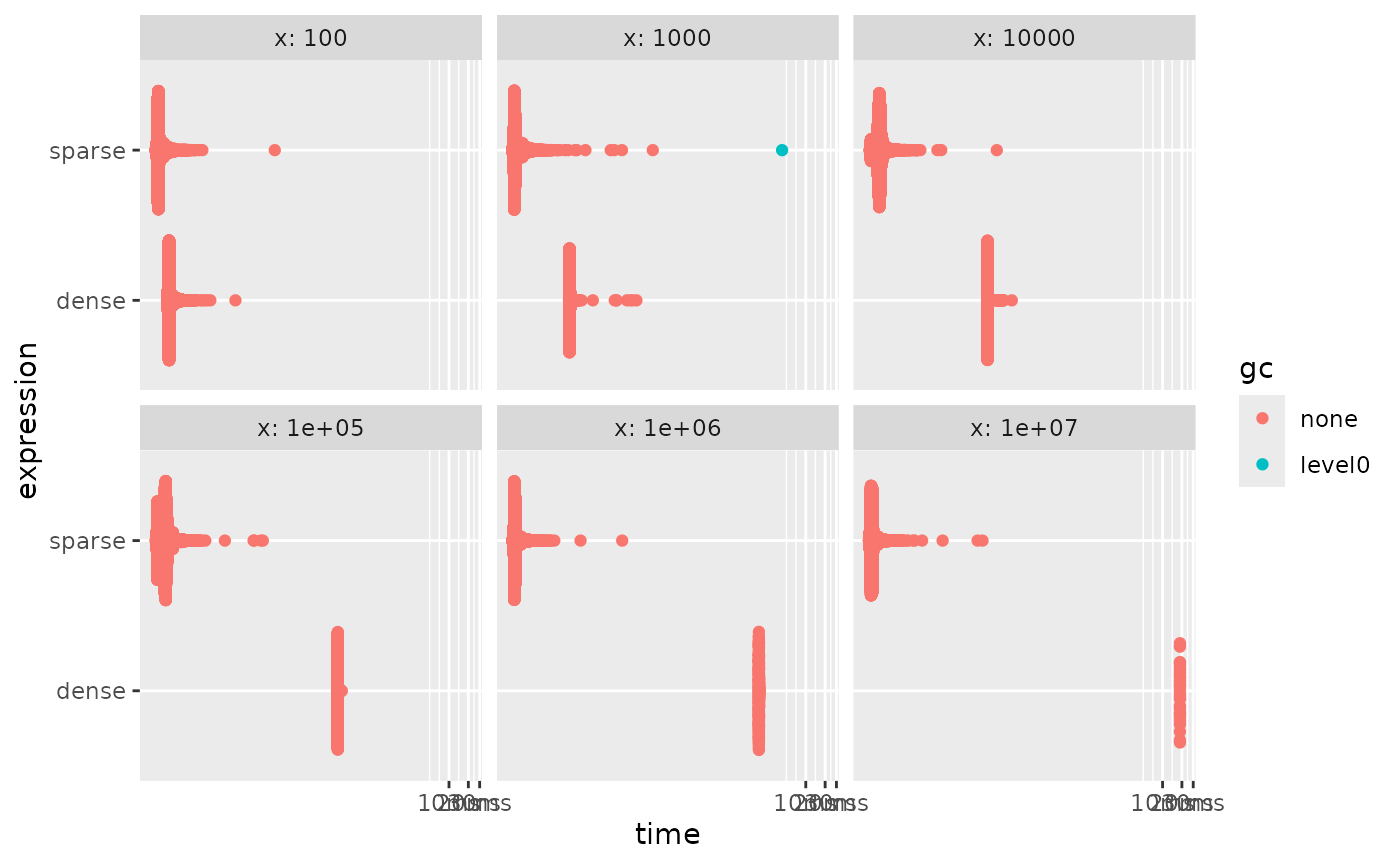 x: 100
x: 1000
x: 10000
sparse
dense
x: 1e+05
x: 1e+06
x: 1e+07
sparse
dense
expression
time
gc
none
level0